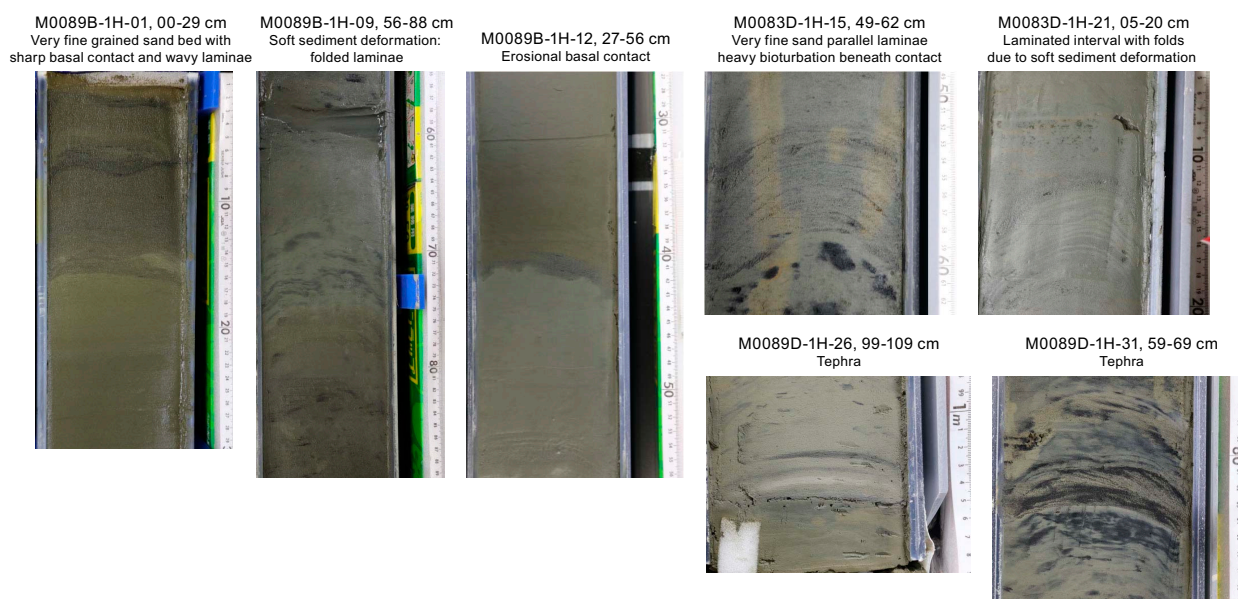 M0089B-1H-01, 00-29 cm
Very fine grained sand bed with
sharp basal contact and wavy laminae
M0089B-1H-09, 56-88 cm
Soft sediment deformation:
folded laminae
M0089B-1H-12, 27-56 cm
Erosional basal contact
M0083D-1H-15, 49-62 cm
Very fine sand parallel laminae
heavy bioturbation beneath contact
M0083D-1H-21, 05-20 cm
Laminated interval with folds
due to soft sediment deformation
10
20
60
70
80
30
40
50
50
60
10
20
M0089D-1H-26, 99-109 cm
Tephra
M0089D-1H-31, 59-69 cm
Tephra
1m